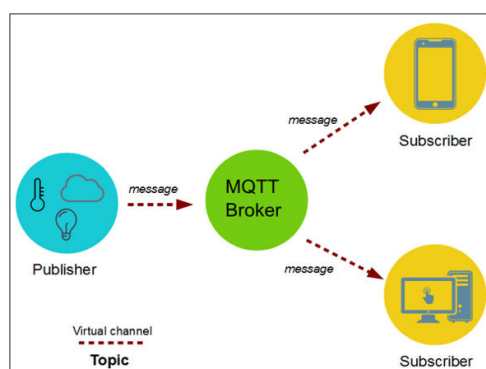 message
Subscriber
message
MQTT
Broker
Publisher
message
Virtual channel
Topic
Subscriber